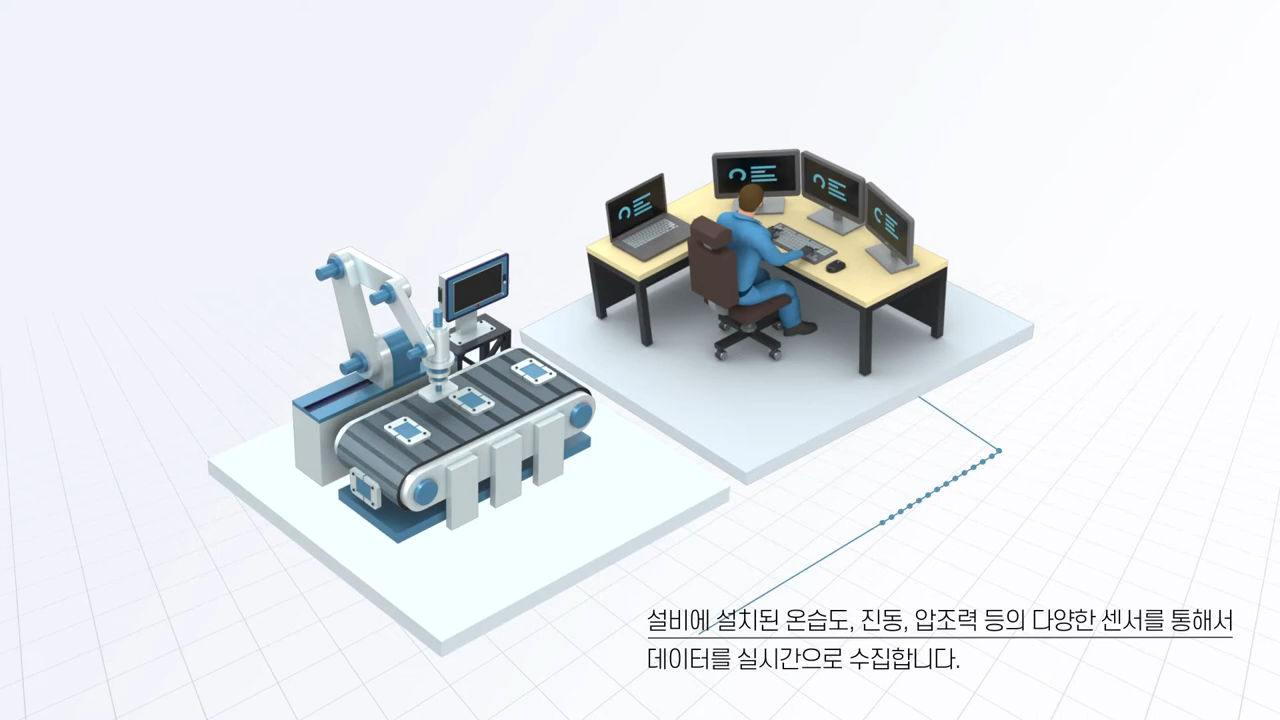 설비에 설치된 온습도, 진동, 압조력 등의 다양한 센서를 통해서
데이터를 실시간으로 수집합니다.